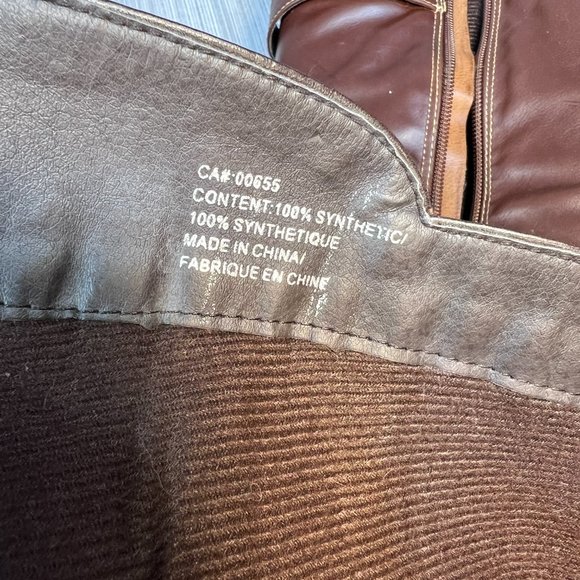 CA#:00655
CONTENT:100% SYNTHETIC/
100% SYNTHETIQUE
MADE IN CHINA/
FABRIQUE EN CHINE